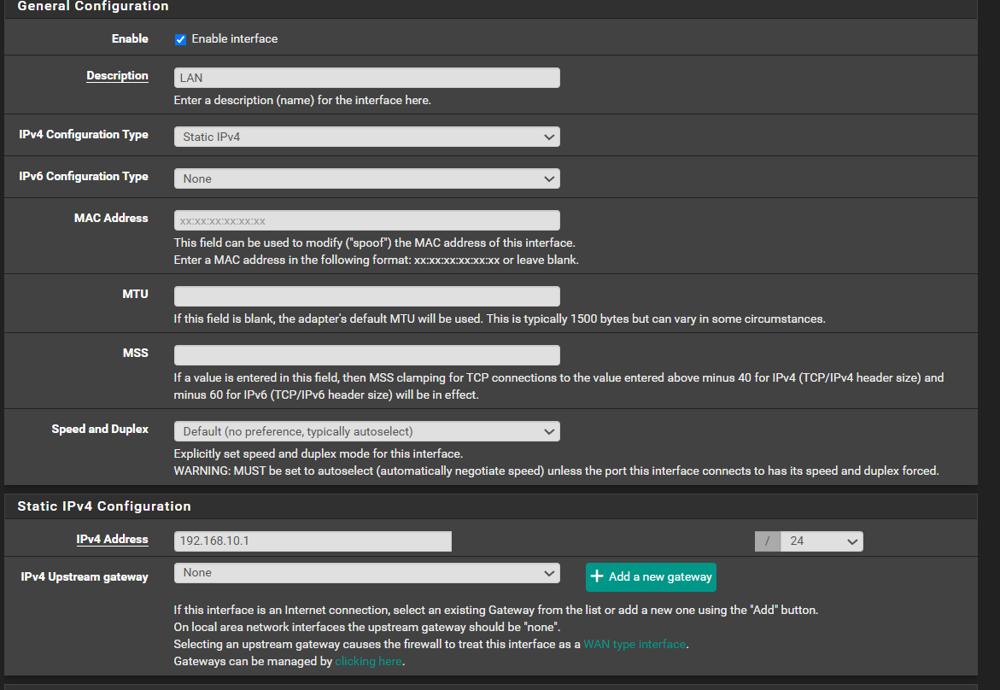 General Configuration
Enable
Enable interface
Description
LAN
Enter a description (name) for the interface here.
IPv4 Configuration Type
Static IPv4
IPv6 Configuration Type
None
MAC Address
xx:xx:xx:xx:xx:xx
This field can be used to modify ("spoof") the MAC address of this interface.
Enter a MAC address in the following format: xx:xx:xx:xx:xx:xx or leave blank.
MTU
If this field is blank, the adapter's default MTU will be used. This is typically 1500 bytes but can vary in some circumstances.
MSS
If a value is entered in this field, then MSS clamping for TCP connections to the value entered above minus 40 for IPv4 (TCP/IPv4 header size) and
minus 60 for IPv6 (TCP/IPv6 header size) will be in effect.
Speed and Duplex
Default (no preference, typically autoselect)
Explicitly set speed and duplex mode for this interface.
WARNING: MUST be set to autoselect (automatically negotiate speed) unless the port this interface connects to has its speed and duplex forced.
Static IPv4 Configuration
IPv4 Address
192.168.10.1
/ 24
IPv4 Upstream gateway
None
+ Add a new gateway
If this interface is an Internet connection, select an existing Gateway from the list or add a new one using the "Add" button.
On local area network interfaces the upstream gateway should be "none".
Selecting an upstream gateway causes the firewall to treat this interface as a WAN type interface.
Gateways can be managed by clicking here.